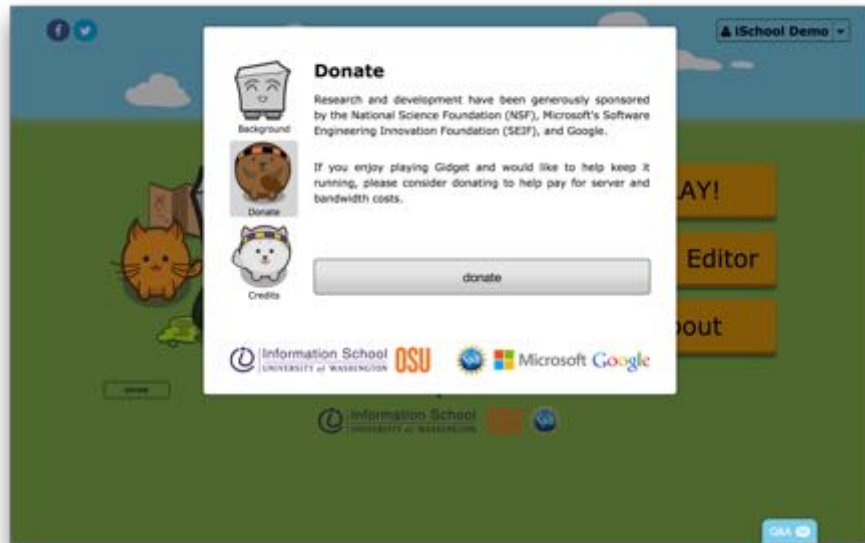 iSchool Demo
Donate
Research and development have been generously sponsored
by the National Science Foundation (NSF), Microsoft's Software
Engineering Innovation Foundation (SEIF), and Google.
Background
If you enjoy playing Gidget and would like to help keep it
running, please consider donating to help pay for server and
bandwidth costs.
Donate
AY!
Editor
donate
Credits
out
Information School
UNIVERSITY of WASHINGTON
OSU
Microsoft
Google
Information School
UNIVERSITY of WASHINGTON
Q&A